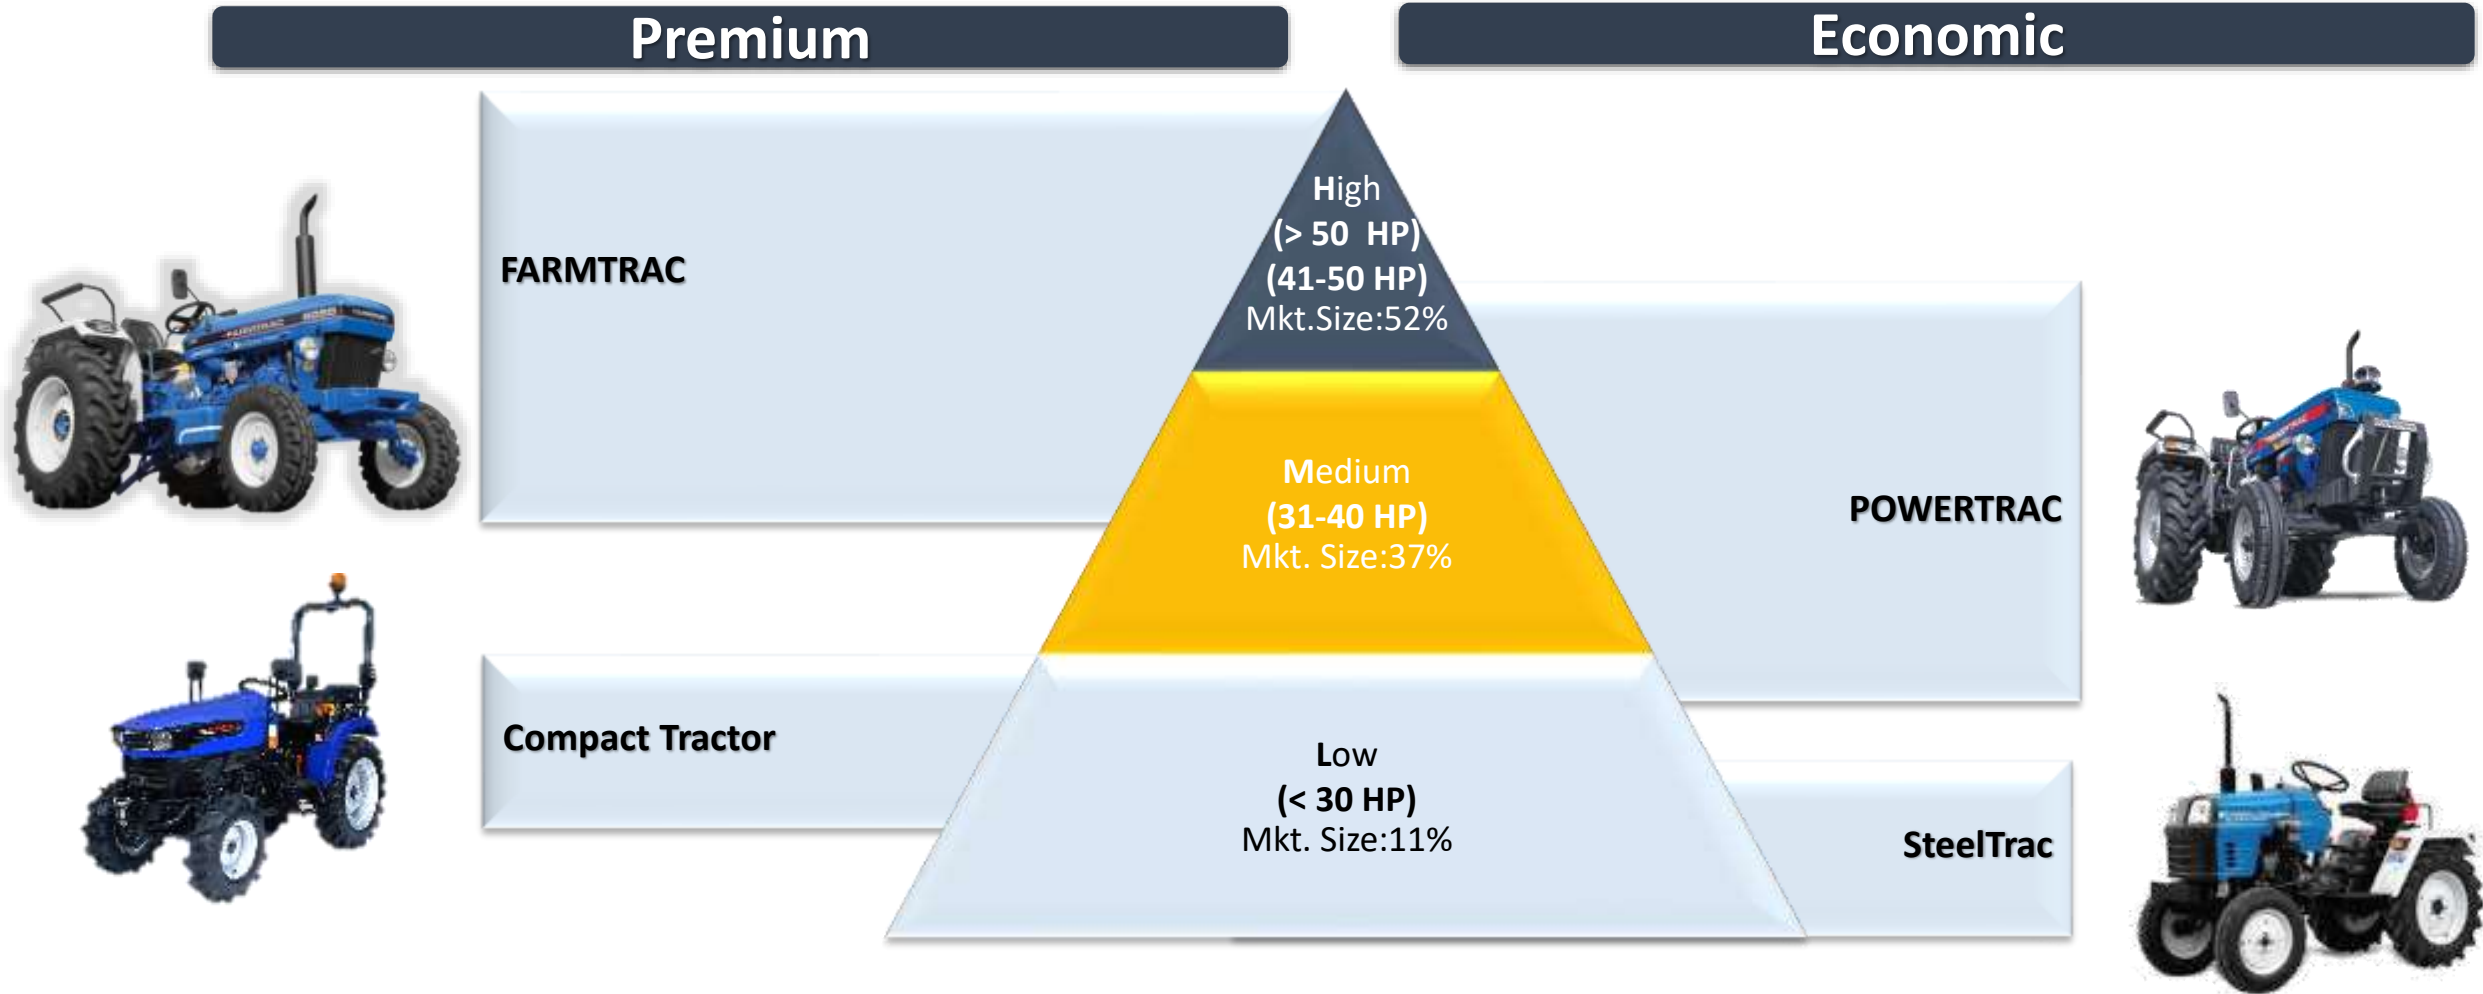 Premium
Economic
High
(> 50 HP)
(41-50 HP)
Mkt.Size:52%
FARMTRAC
Medium
(31-40 HP)
Mkt. Size:37%
POWERTRAC
Compact Tractor
Low
(< 30 HP)
Mkt. Size:11%
SteelTrac
FARMTRAC